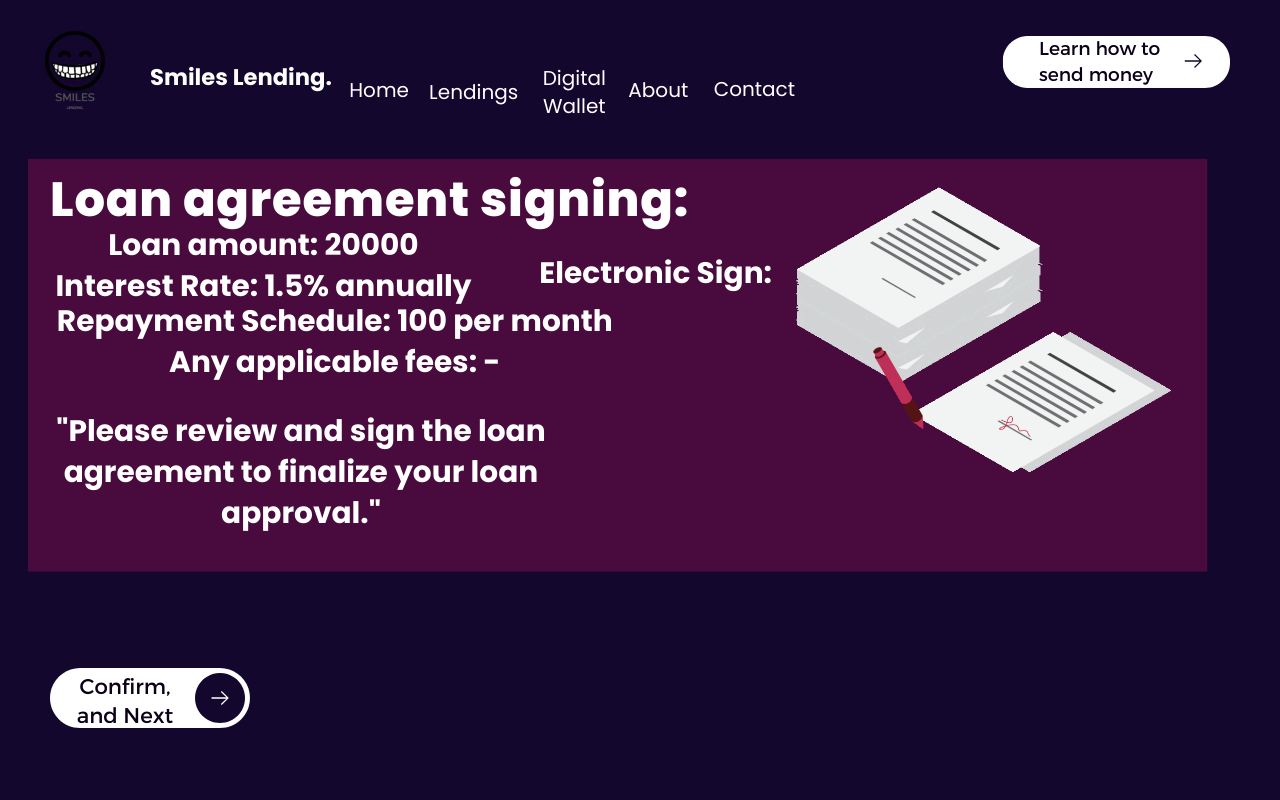 SMILES
LENDING.
Smiles Lending.
Home
Lendings
Digital
Wallet
About
Contact
Learn how to
send money
Loan agreement signing:
Loan amount: 20000
Interest Rate: 1.5% annually
Repayment Schedule: 100 per month
Any applicable fees: -
Electronic Sign:
"Please review and sign the loan
agreement to finalize your loan
approval."
Confirm,
and Next